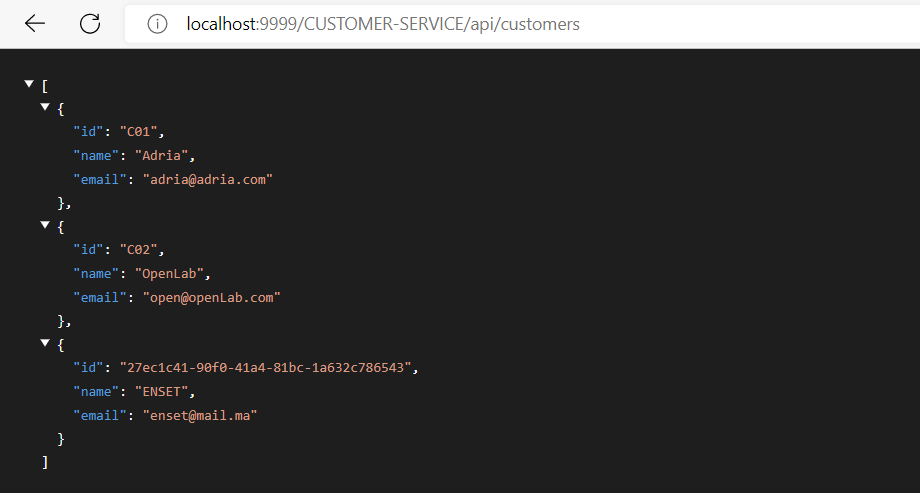 localhost:9999/CUSTOMER-SERVICE/api/customers
[
{
"id": "C01",
"name": "Adria",
"email": "adria@adria.com"
},
{
"id": "C02",
"name": "OpenLab",
"email": "open@openLab.com"
},
{
"id": "27ec1c41-90f0-41a4-81bc-1a632c786543",
"name": "ENSET",
"email": "enset@mail.ma"
}
]